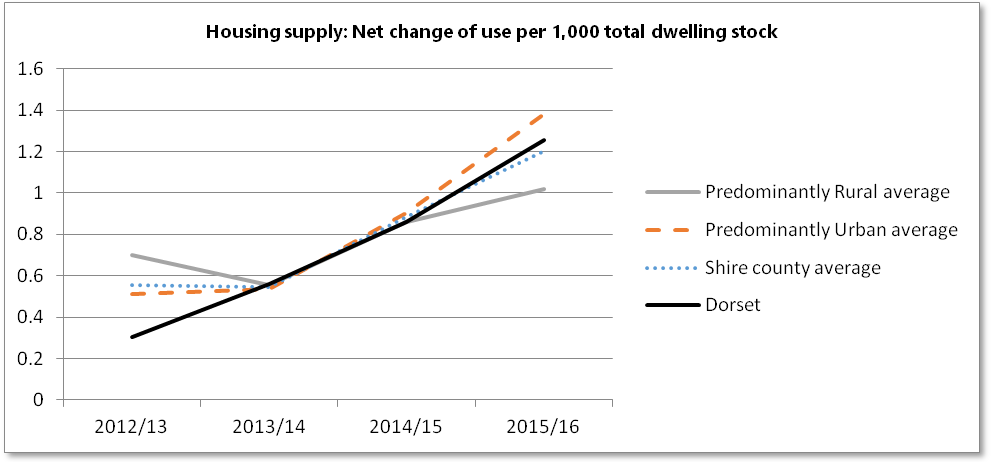 Housing supply: Net change of use per 1,000 total dwelling stock
1.6
1.4
1.2
1
0.8
0.6
0.4
0.2
0
2012/13 2013/14 2014/15 2015/16
Predominantly Rural average
Predominantly Urban average
Shire county average
Dorset